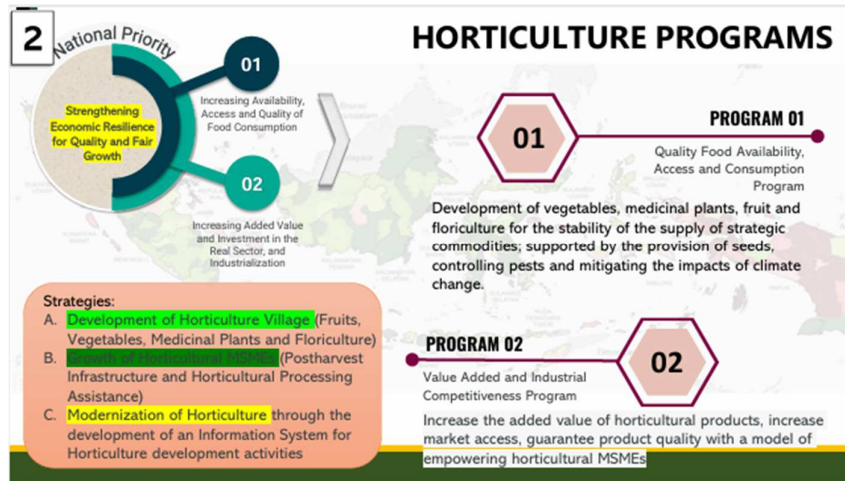 2
HORTICULTURE PROGRAMS
National Priority
Strengthening
Economic Resilience
for Quality and Fair
Growth
01
Increasing Availability,
Access and Quality of
Food Consumption
02
Increasing Added Value
and Investment in the
Real Sector, and
Industrialization
01
PROGRAM 01
Quality Food Availability,
Access and Consumption
Program
Development of vegetables, medicinal plants, fruit and
floriculture for the stability of the supply of strategic
commodities; supported by the provision of seeds,
controlling pests and mitigating the impacts of climate
change.
Strategies:
A. Development of Horticulture Village (Fruits,
Vegetables, Medicinal Plants and Floriculture)
B. Growth of Horticultural MSMEs (Postharvest
Infrastructure and Horticultural Processing
Assistance)
C. Modernization of Horticulture through the
development of an Information System for
Horticulture development activities
PROGRAM 02
02
Value Added and Industrial
Competitiveness Program
Increase the added value of horticultural products, increase
market access, guarantee product quality with a model of
empowering horticultural MSMEs